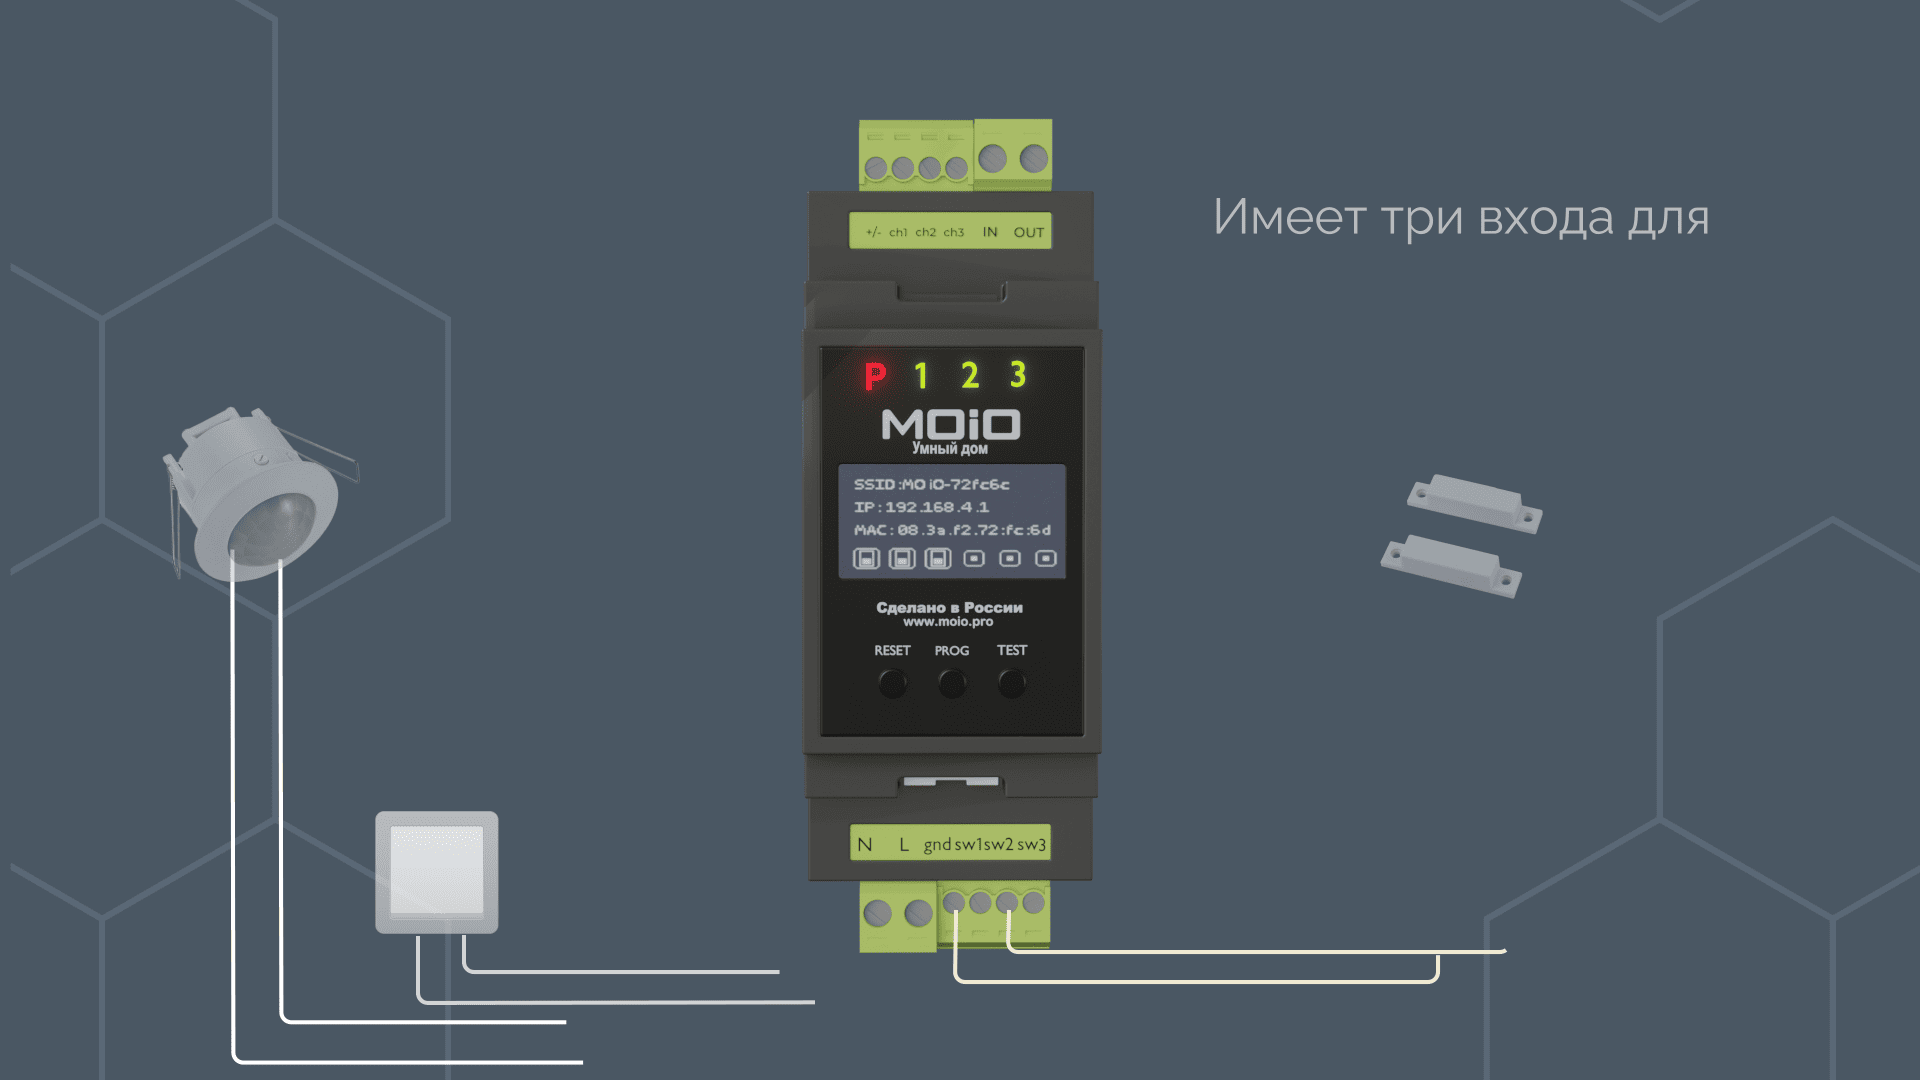 Имеет три входа для
+/- ch1 ch2 ch3 IN OUT
P 1 2 3
MOiO
Умный дом
SSID:MOiO-72fc6c
IP:192.168.4.1
MAC:08.3a.f2.72:fc:6d
Сделано в России
www.moio.pro
RESET PROG TEST
N L gnd sw1 sw2 sw3